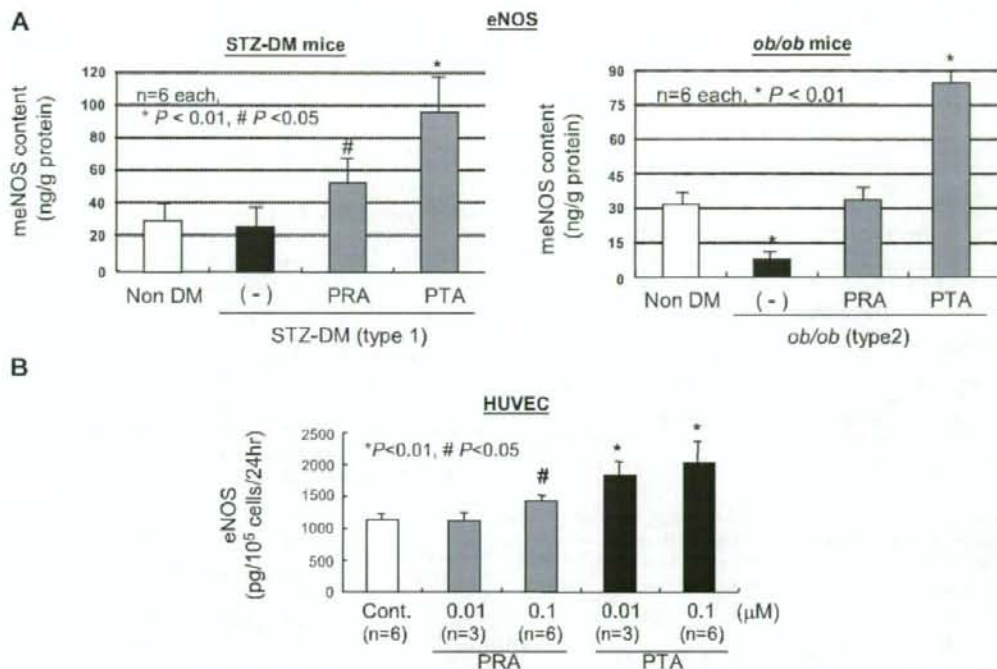 A
eNOS
STZ-DM mice
meNOS content
(ng/g protein)
120
100
80
60
40
20
0
n=6 each,
* P < 0.01, # P <0.05
#
*
Non DM
(-)
PRA
PTA
STZ-DM (type 1)
ob/ob mice
meNOS content
(ng/g protein)
90
75
60
45
30
15
0
n=6 each, * P < 0.01
*
*
Non DM
(-)
PRA
PTA
ob/ob (type2)
B
HUVEC
eNOS
(pg/10⁵ cells/24hr)
2500
2000
1500
1000
500
0
*P<0.01, # P<0.05
#
*
*
Cont. 0.01 0.1 0.01 0.1 (μM)
(n=6) (n=3) (n=6) (n=3) (n=6)
PRA PTA